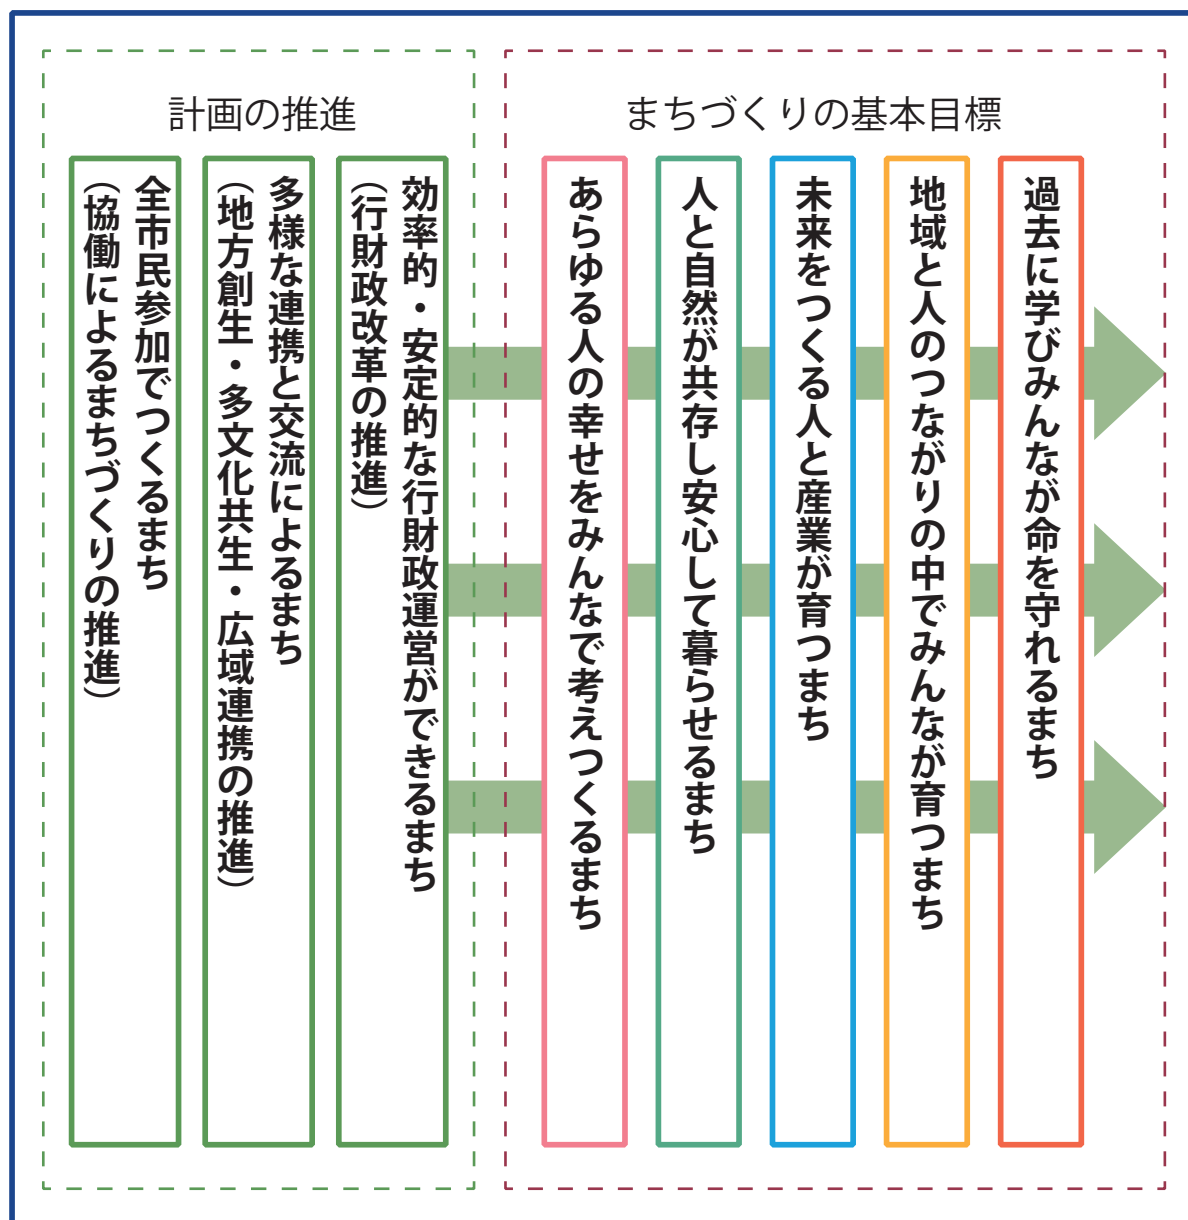 計画の推進
全市民参加でつくるまち
（協働によるまちづくりの推進）
多様な連携と交流によるまち
（地方創生・多文化共生・広域連携の推進）
効率的・安定的な行財政運営ができるまち
（行財政改革の推進）
まちづくりの基本目標
あらゆる人の幸せをみんなで考えつくるまち
人と自然が共存し安心して暮らせるまち
未来をつくる人と産業が育つまち
地域と人のつながりの中でみんなが育つまち
過去に学びみんなが命を守れるまち